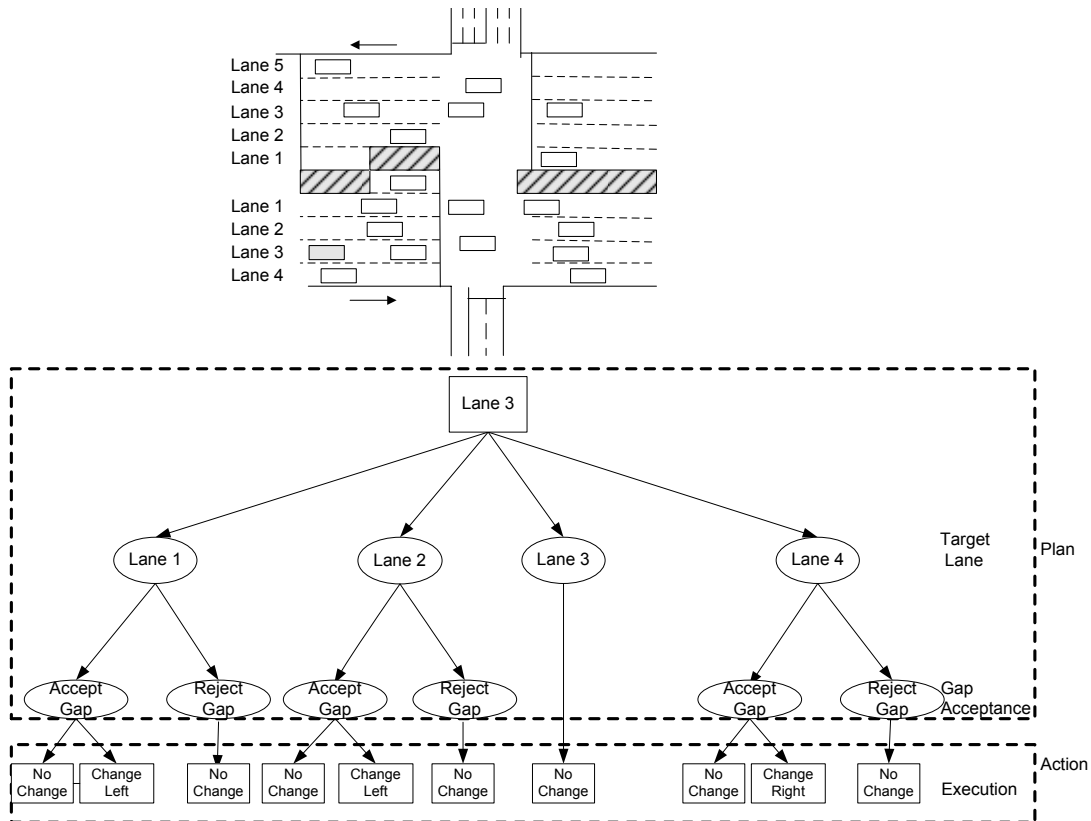 Lane 5
Lane 4
Lane 3
Lane 2
Lane 1
Lane 1
Lane 2
Lane 3
Lane 4
Lane 3
Lane 1
Lane 2
Lane 3
Lane 4
Target
Lane
Plan
Accept
Gap
Reject
Gap
Accept
Gap
Reject
Gap
Accept
Gap
Reject
Gap
Gap
Acceptance
No
Change
Change
Left
No
Change
No
Change
Change
Left
No
Change
No
Change
No
Change
Change
Right
No
Change
Execution
Action